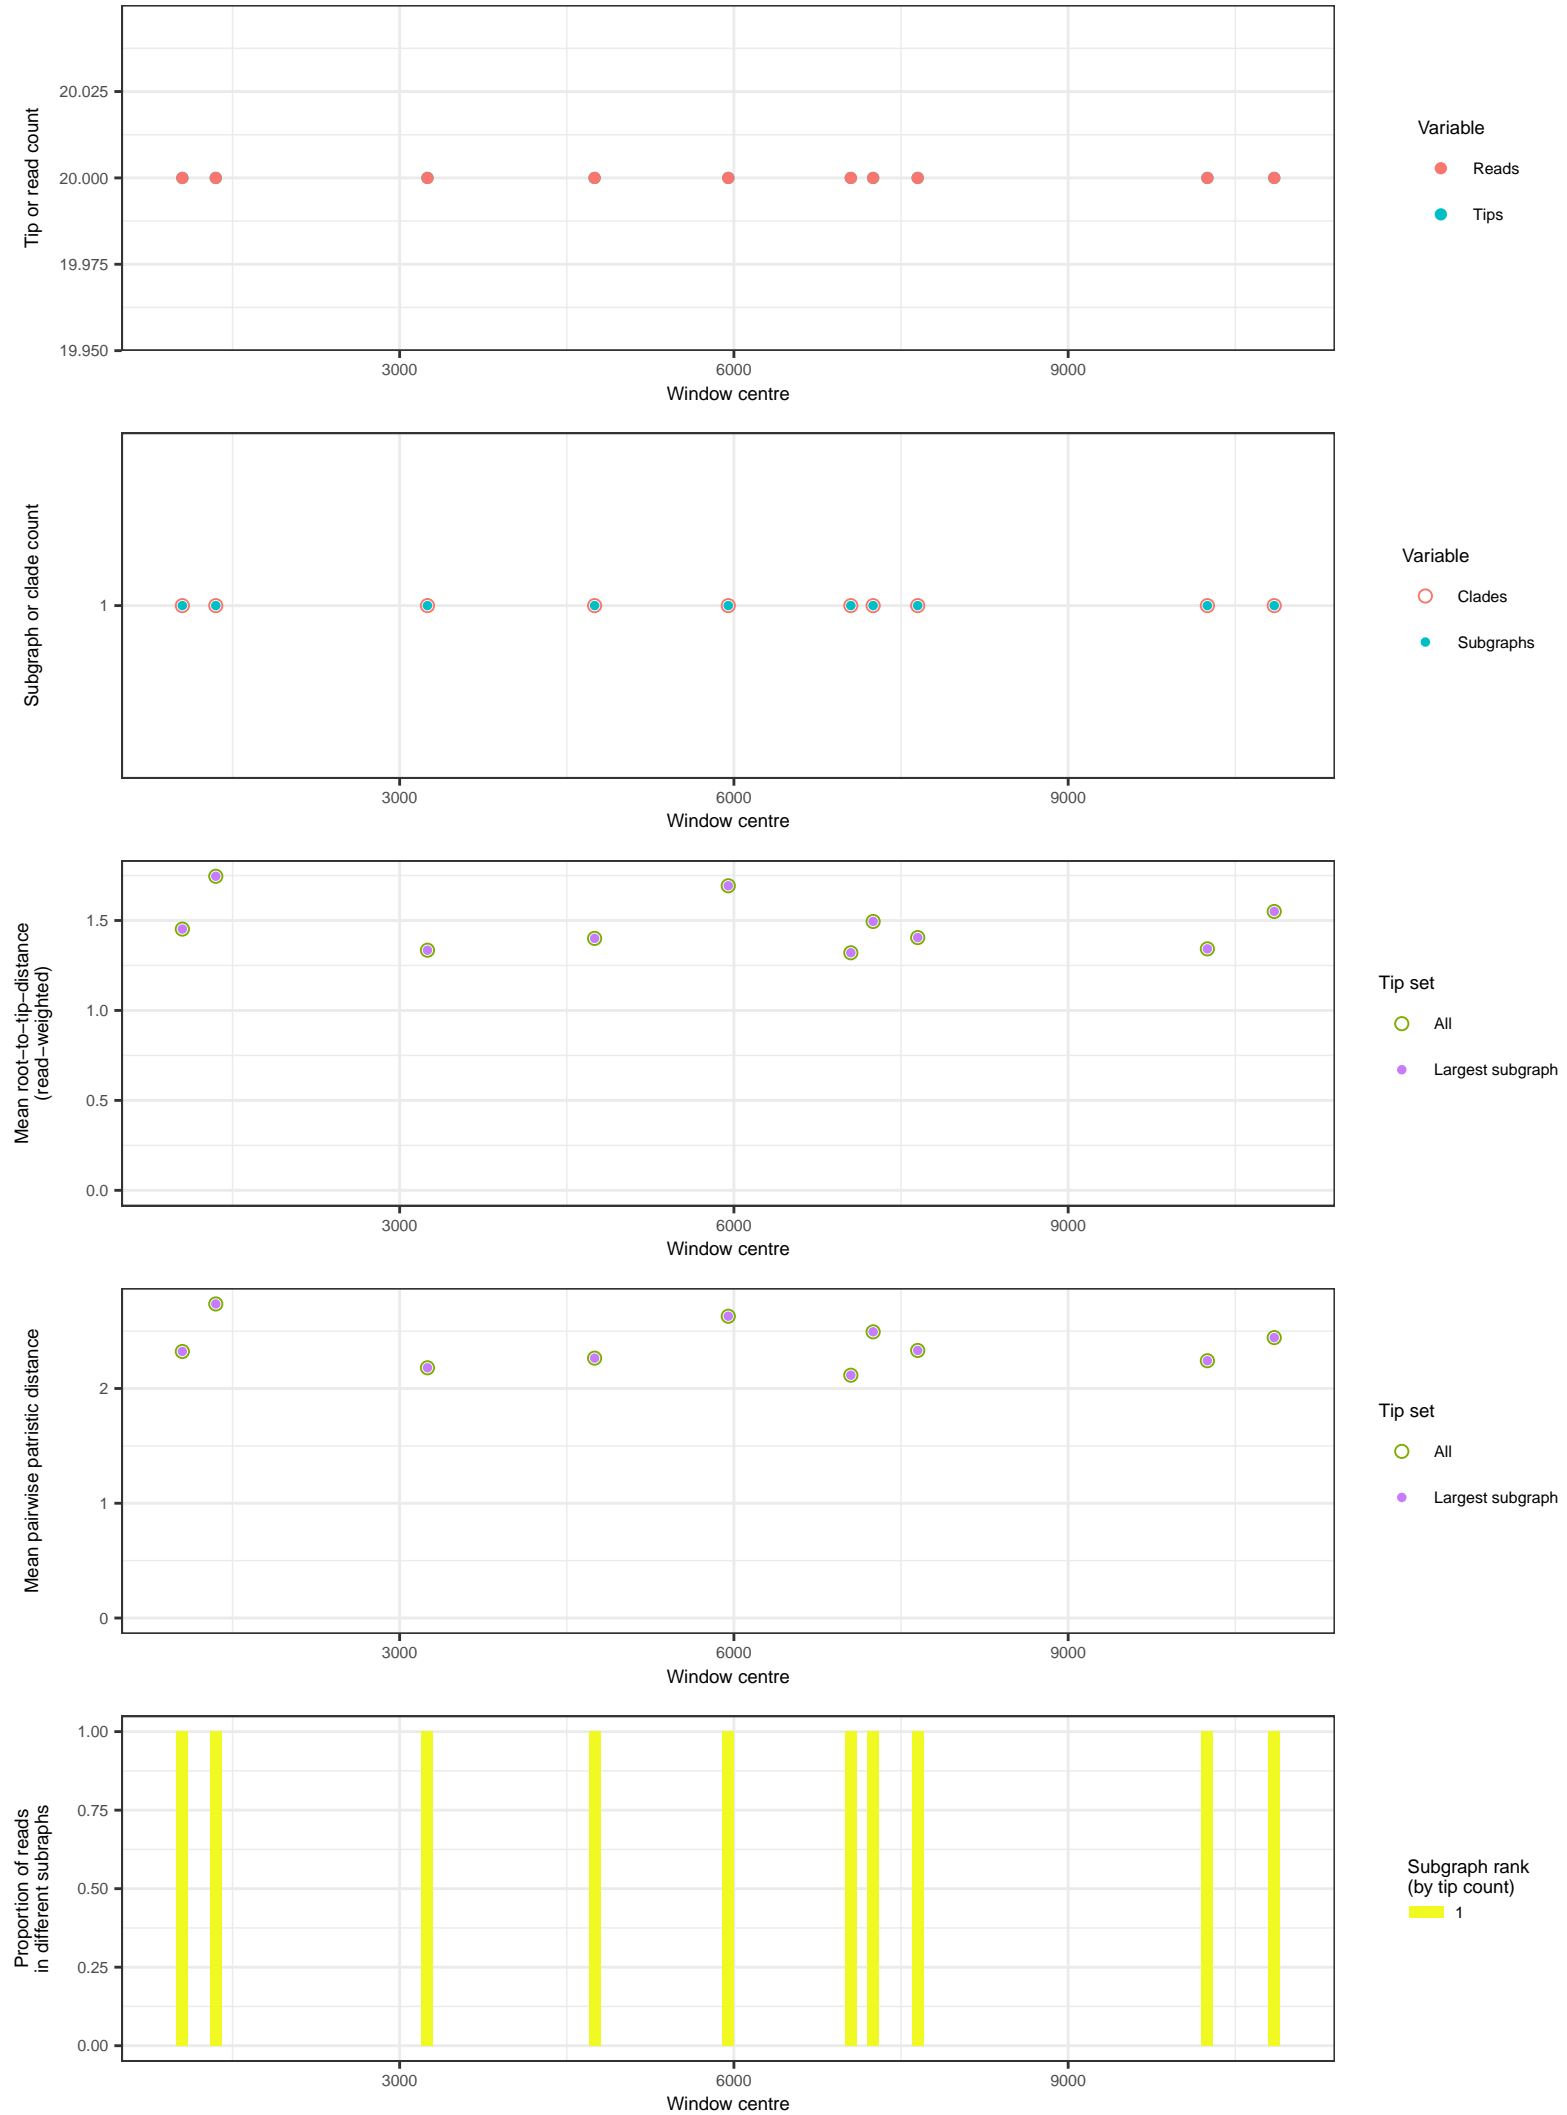 Tip or read count
20.025
20.000
19.975
19.950
3000
6000
9000
Window centre
Variable
Reads
Tips
Subgraph or clade count
1
3000
6000
9000
Window centre
Variable
Clades
Subgraphs
Mean root−to−tip−distance
(read−weighted)
1.5
1.0
0.5
0.0
3000
6000
9000
Window centre
Tip set
All
Largest subgraph
Mean pairwise patristic distance
2
1
0
3000
6000
9000
Window centre
Tip set
All
Largest subgraph
Proportion of reads
in different subraphs
1.00
0.75
0.50
0.25
0.00
3000
6000
9000
Window centre
Subgraph rank
(by tip count)
1